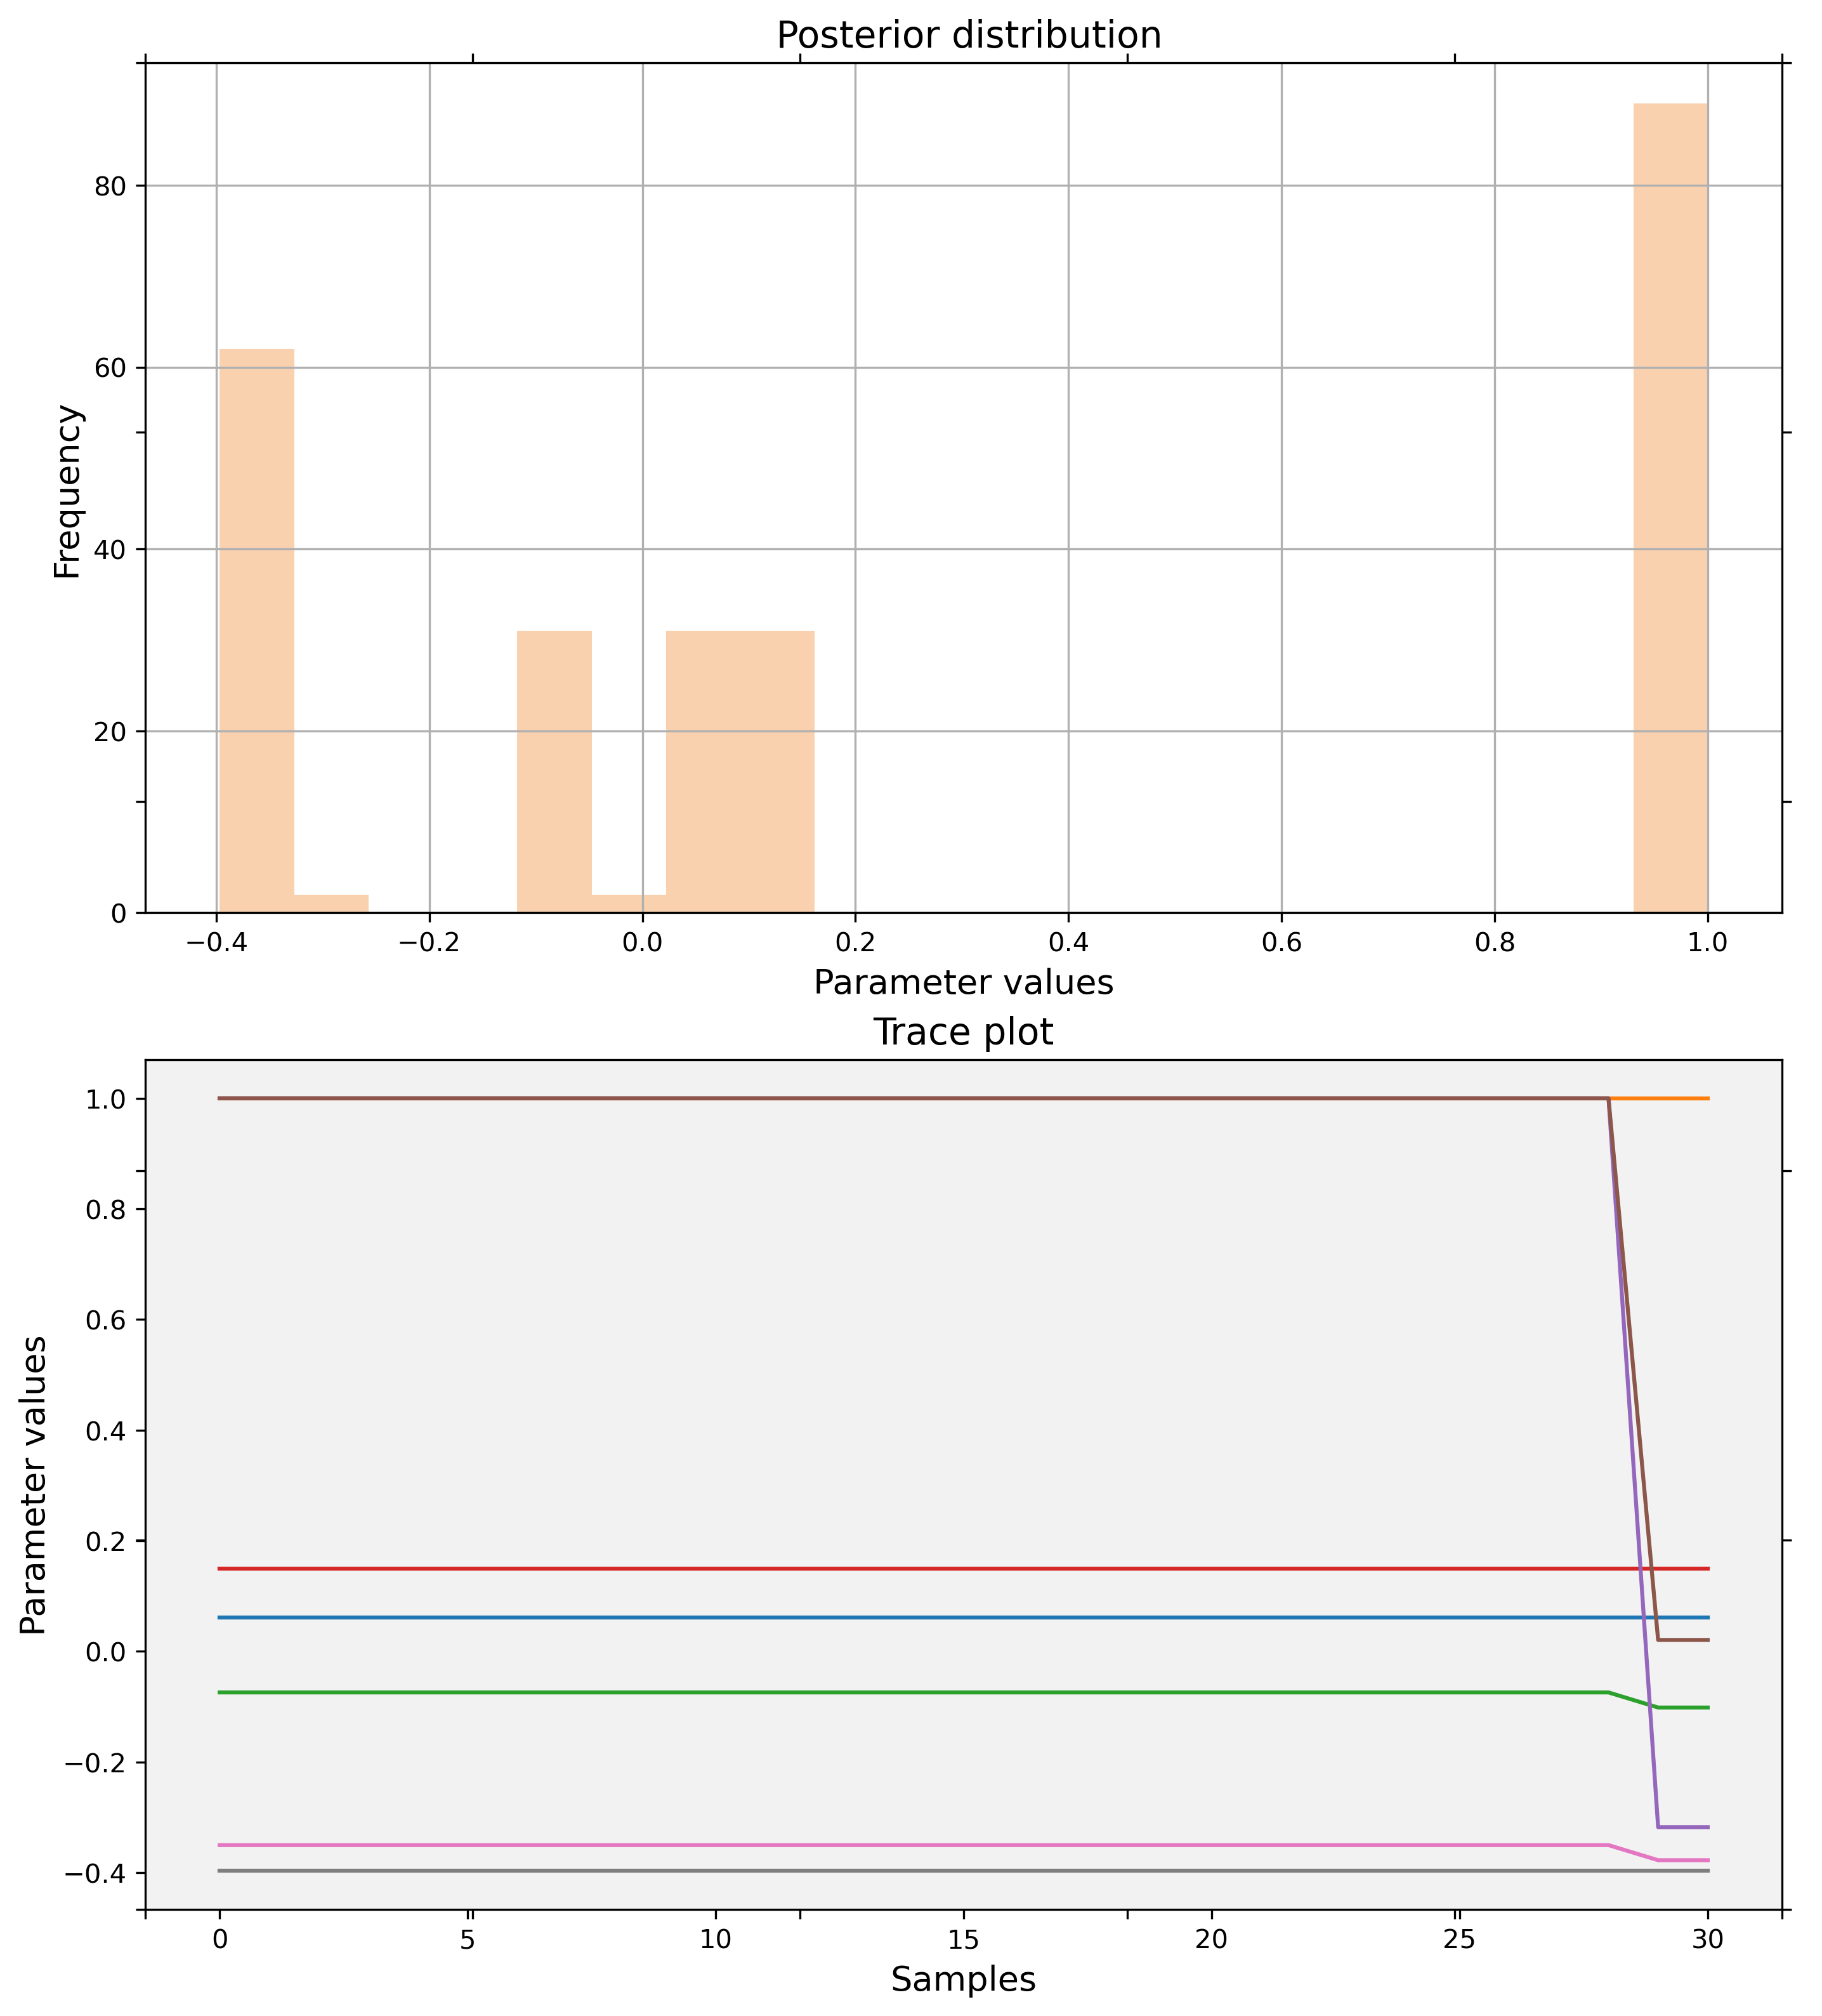 Posterior distribution
80
60
40
20
0
Frequency
−0.4 −0.2 0.0 0.2 0.4 0.6 0.8 1.0
Parameter values
Trace plot
1.0
0.8
0.6
0.4
0.2
0.0
−0.2
−0.4
Parameter values
0 5 10 15 20 25 30
Samples